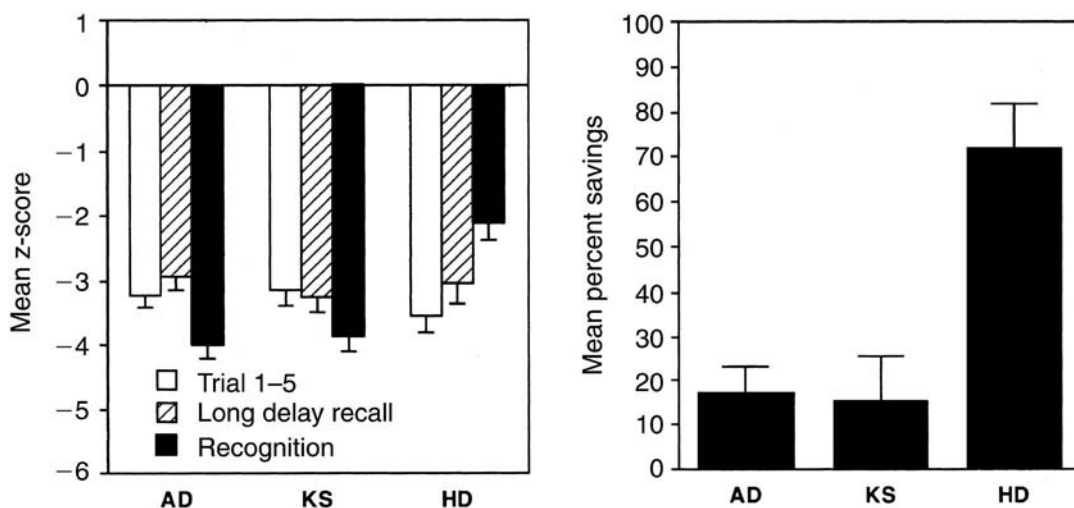 Mean z-score
1
0
−1
−2
−3
−4
−5
−6
Trial 1–5
Long delay recall
Recognition
AD KS HD
Mean percent savings
100
90
80
70
60
50
40
30
20
10
0
AD KS HD